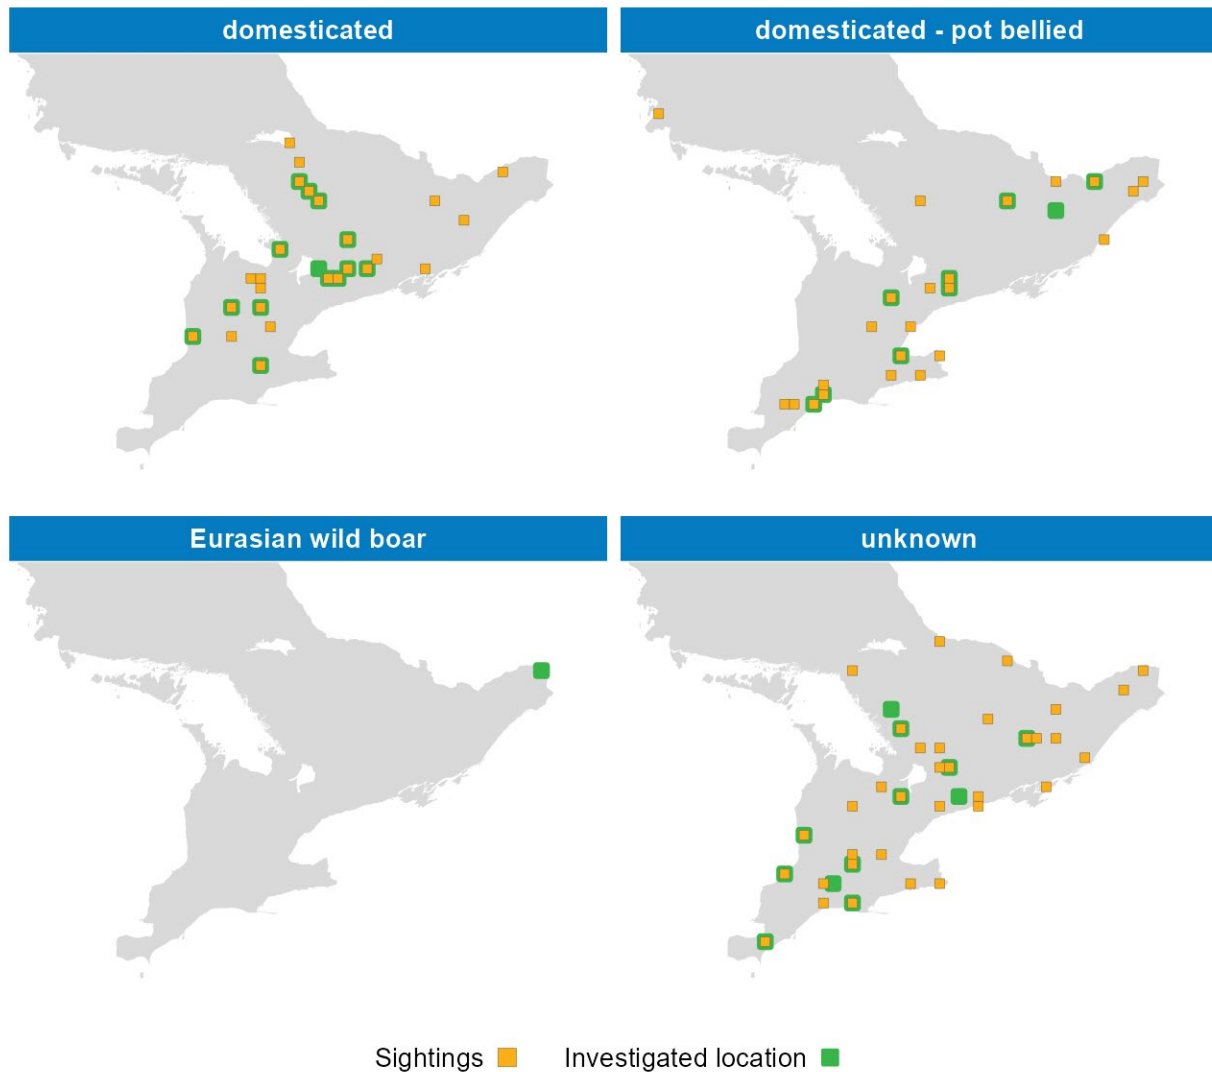 domesticated
domesticated - pot bellied
Eurasian wild boar
unknown
Sightings
Investigated location